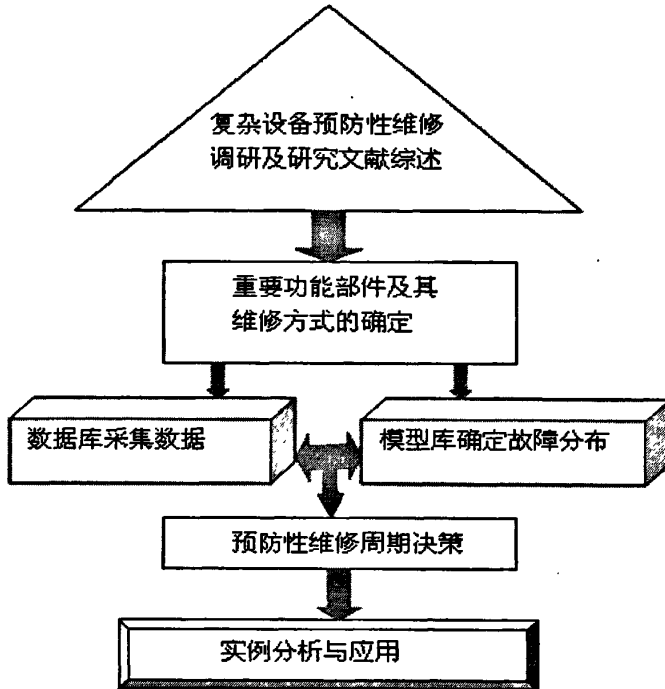 复杂设备预防性维修
调研及研究文献综述
重要功能部件及其
维修方式的确定
数据库采集数据
模型库确定故障分布
预防性维修周期决策
实例分析与应用